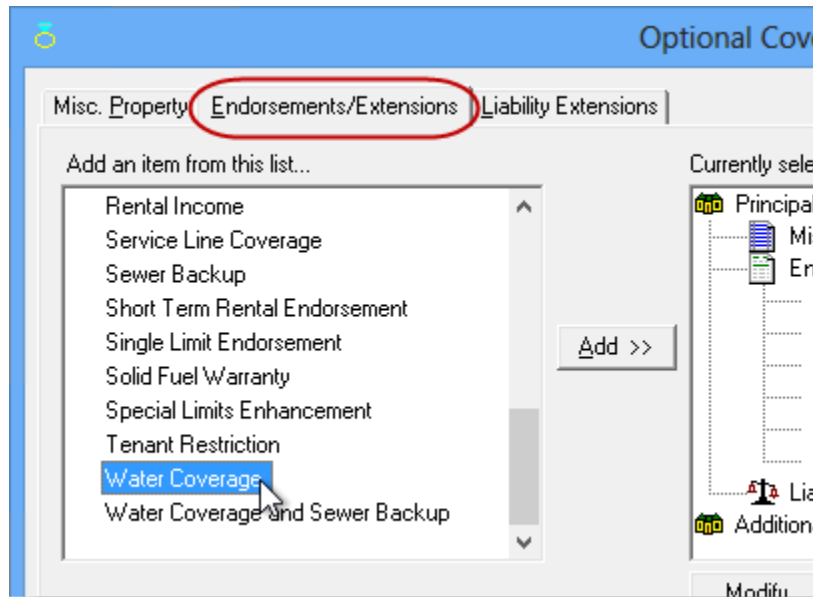 Optional Cov
Misc. Property
Endorsements/Extensions
Liability Extensions
Add an item from this list...
Currently sele
Rental Income
Service Line Coverage
Sewer Backup
Short Term Rental Endorsement
Single Limit Endorsement
Solid Fuel Warranty
Special Limits Enhancement
Tenant Restriction
Water Coverage
Water Coverage and Sewer Backup
Add >>
Principal
Mi
En
Lia
Addition
Modify